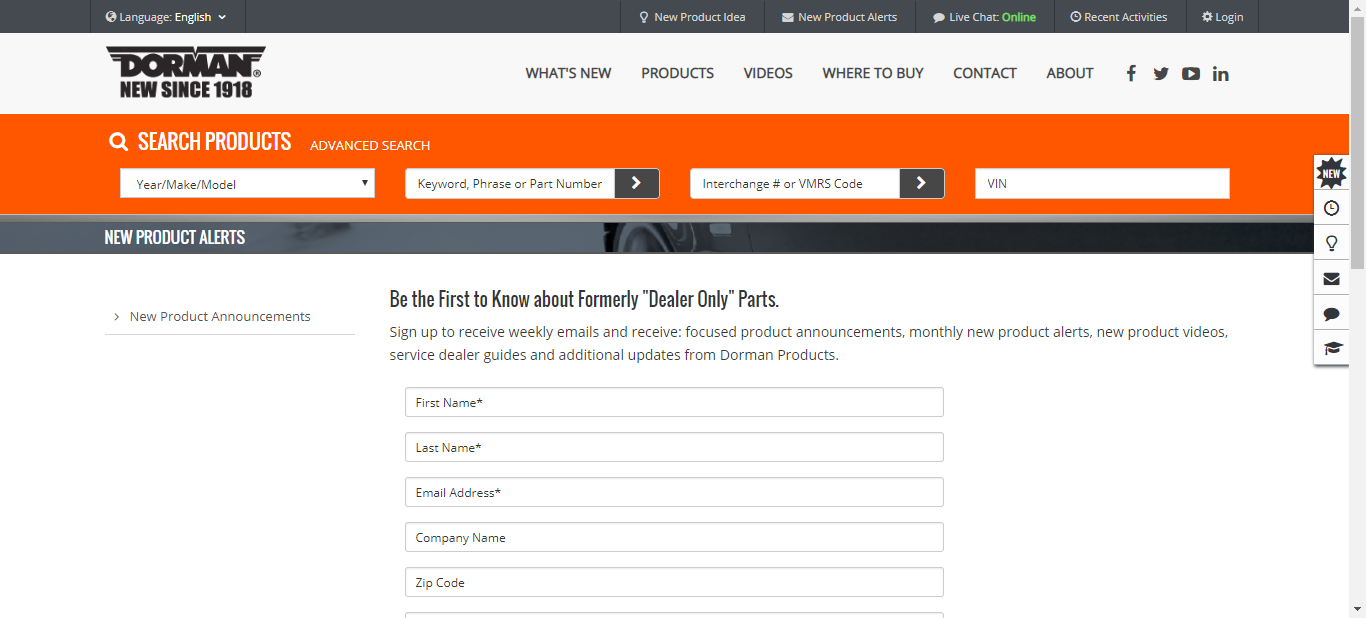 Language: English
New Product Idea
New Product Alerts
Live Chat: Online
Recent Activities
Login
DORMAN®
NEW SINCE 1918
WHAT'S NEW
PRODUCTS
VIDEOS
WHERE TO BUY
CONTACT
ABOUT
SEARCH PRODUCTS
ADVANCED SEARCH
Year/Make/Model
Keyword, Phrase or Part Number
Interchange # or VMRS Code
VIN
NEW
NEW PRODUCT ALERTS
New Product Announcements
Be the First to Know about Formerly "Dealer Only" Parts.
Sign up to receive weekly emails and receive: focused product announcements, monthly new product alerts, new product videos,
service dealer guides and additional updates from Dorman Products.
First Name*
Last Name*
Email Address*
Company Name
Zip Code